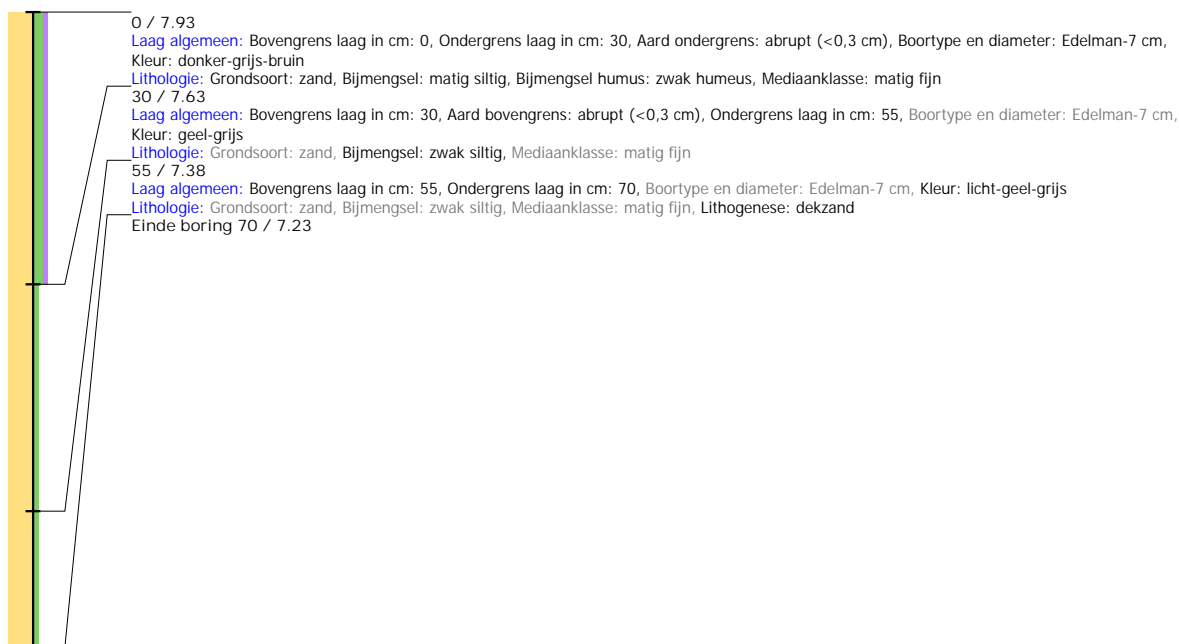 0 / 7.93
Laag algemeen: Bovengrens laag in cm: 0, Ondergrens laag in cm: 30, Aard ondergrens: abrupt (<0,3 cm), Boortype en diameter: Edelman-7 cm,
Kleur: donker-grijs-bruin
Lithologie: Grondsoort: zand, Bijmengsel: matig siltig, Bijmengsel humus: zwak humeus, Mediaanklasse: matig fijn
30 / 7.63
Laag algemeen: Bovengrens laag in cm: 30, Aard bovengrens: abrupt (<0,3 cm), Ondergrens laag in cm: 55, Boortype en diameter: Edelman-7 cm,
Kleur: geel-grijs
Lithologie: Grondsoort: zand, Bijmengsel: zwak siltig, Mediaanklasse: matig fijn
55 / 7.38
Laag algemeen: Bovengrens laag in cm: 55, Ondergrens laag in cm: 70, Boortype en diameter: Edelman-7 cm, Kleur: licht-geel-grijs
Lithologie: Grondsoort: zand, Bijmengsel: zwak siltig, Mediaanklasse: matig fijn, Lithogenese: dekzand
Einde boring 70 / 7.23